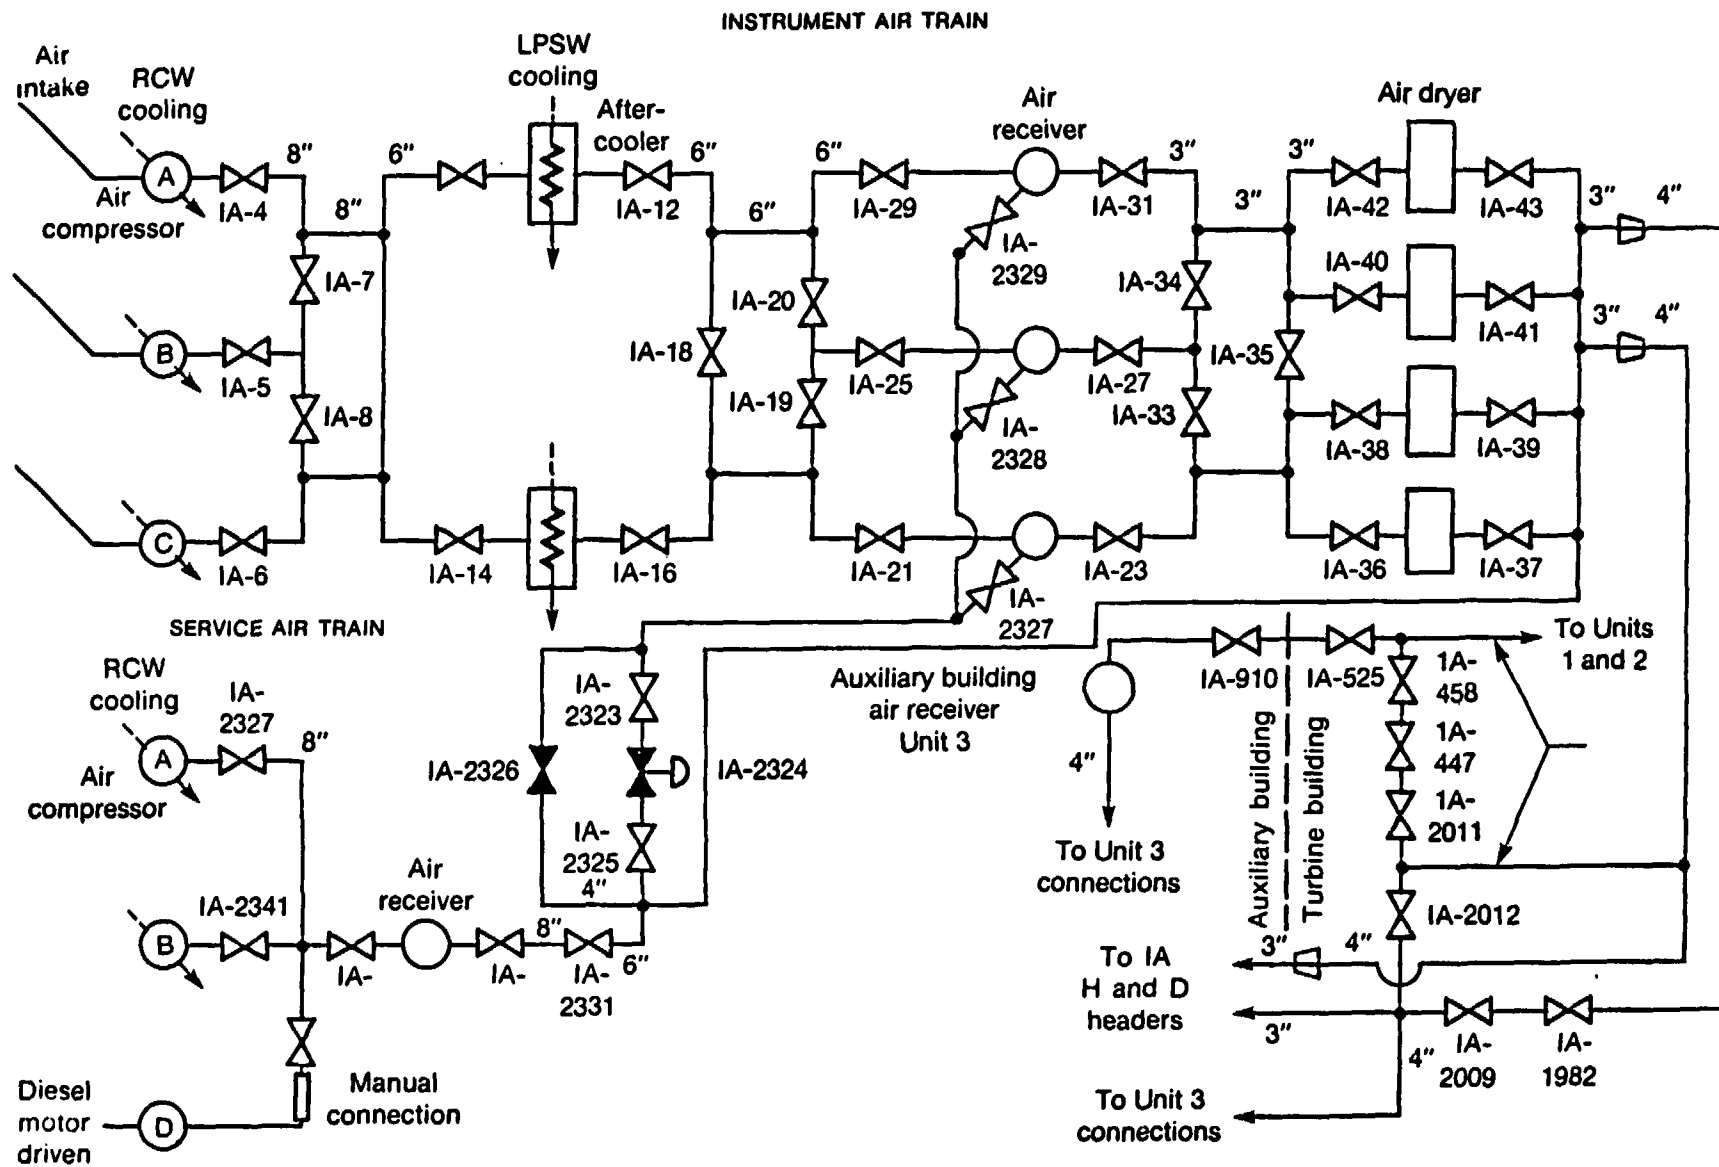 INSTRUMENT AIR TRAIN
Air
intake
RCW
cooling
A
Air
compressor
IA-4
8"
8"
IA-7
B
IA-5
IA-8
C
IA-6
6"
LPSW
cooling
After-
cooler
IA-12
6"
IA-14
IA-16
IA-18
6"
6"
IA-20
IA-19
IA-29
IA-25
IA-21
Air
receiver
IA-
2329
IA-
2328
IA-
2327
IA-31
IA-27
IA-23
3"
IA-34
IA-33
3"
3"
IA-35
Air dryer
IA-42
IA-43
IA-40
IA-41
IA-38
IA-39
IA-36
IA-37
3"
4"
3"
4"
SERVICE AIR TRAIN
RCW
cooling
IA-
2327
8"
A
Air
compressor
B
IA-2341
IA-
Air
receiver
IA-
8"
IA-
2331
6"
IA-
2323
IA-2326
IA-2324
IA-
2325
4"
Diesel
motor
driven
D
Manual
connection
Auxiliary building
air receiver
Unit 3
4"
To Unit 3
connections
IA-910
IA-525
Auxiliary building
Turbine building
To Units
1 and 2
1A-
458
1A-
447
1A-
2011
IA-2012
3"
4"
To IA
H and D
headers
3"
4"
IA-
2009
IA-
1982
To Unit 3
connections